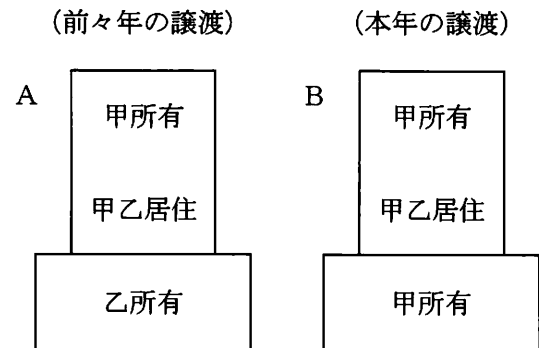 (前々年の譲渡)
(本年の譲渡)
A
甲所有
甲乙居住
乙所有
B
甲所有
甲乙居住
甲所有